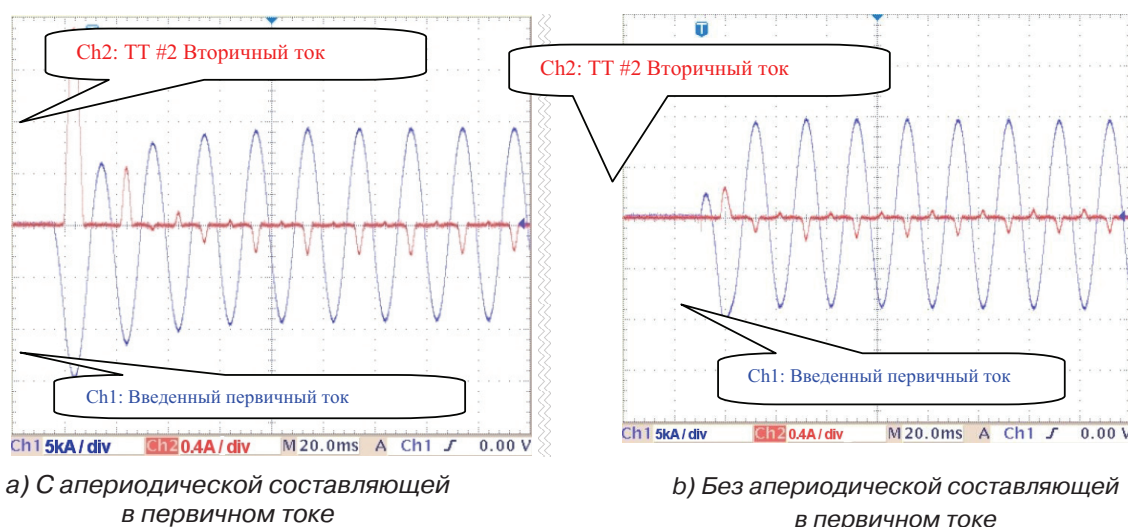 T
Ch2: ТТ #2 Вторичный ток
Ch1: Введенный первичный ток
Ch1 5kA / div Ch2 0.4A / div M 20.0ms A Ch1 0.00 V
а) С апериодической составляющей
в первичном токе
T
Ch2: ТТ #2 Вторичный ток
Ch1: Введенный первичный ток
Ch1 5kA / div Ch2 0.4A / div M 20.0ms A Ch1 0.00 V
b) Без апериодической составляющей
в первичном токе